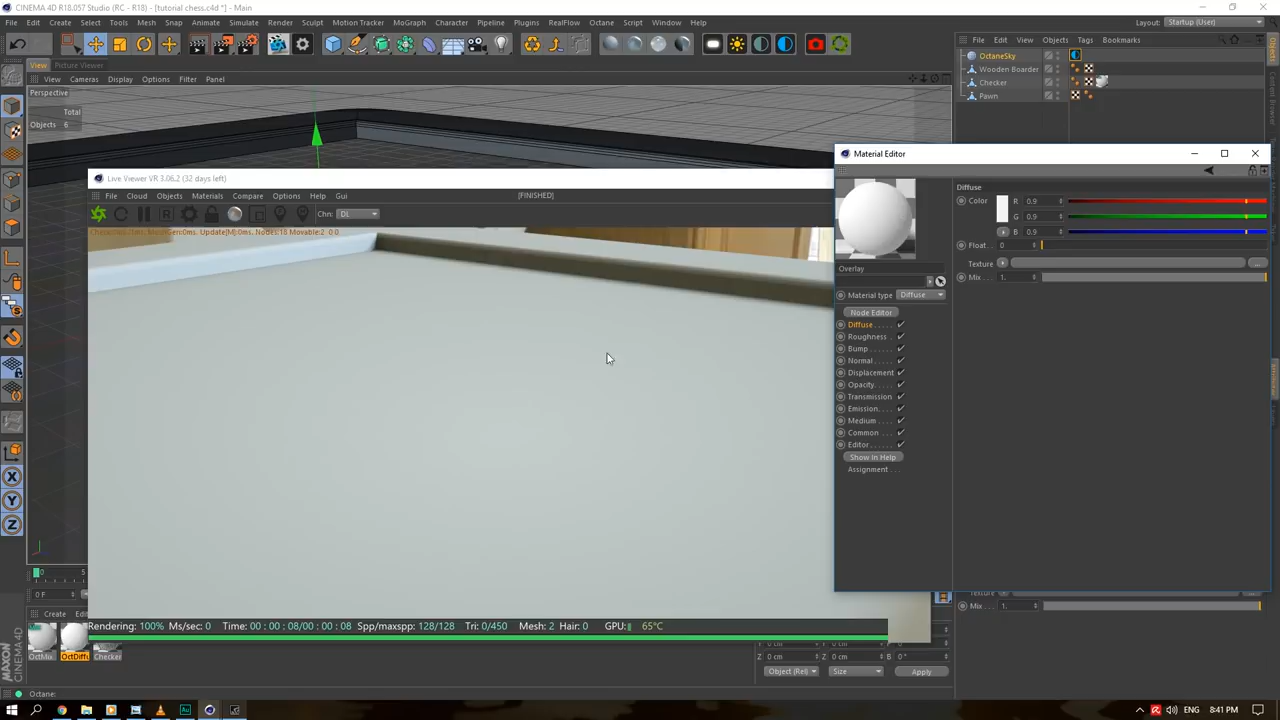 CINEMA 4D R18.057 Studio (RC - R18) - [tutorial chess.c4d *] - Main
File Edit Create Select Tools Mesh Snap Animate Simulate Render Sculpt Motion Tracker MoGraph Character Pipeline Plugins RealFlow Octane Script Window Help
Layout: Startup (User)
File Edit View Objects Tags Bookmarks
View Picture Viewer
View Cameras Display Options Filter Panel
Perspective
Total
Objects 6
OctaneSky
Wooden Boarder
Checker
Pawn
Objects
Live Viewer VR 3.06.2 (32 days left)
File Cloud Objects Materials Compare Options Help Gui
[FINISHED]
Chn: DL
Material Editor
Overlay
Material type Diffuse
Node Editor
Diffuse . . . . .
Roughness .
Bump . . . .
Normal . . . .
Displacement
Opacity. . . .
Transmission
Emission. . . .
Medium . . . .
Common . . . .
Editor . . . . .
Show In Help
Assignment . . .
Diffuse
Color
R 0.9
G 0.9
B 0.9
Float. . 0
Texture ...
Mix . . 1.
Mix . . 1.
Rendering: 100% Ms/sec: 0 Time: 00 : 00 : 08/00 : 00 : 08 Spp/maxspp: 128/128 Tri: 0/450 Mesh: 2 Hair: 0 GPU: 65°C
0 5
0 F
Create
Checker
Z 0 cm Z 0 cm B 0 °
Object (Rel) Size Apply
MAXON CINEMA 4D
X
Y
Z
Octane:
ENG 8:41 PM